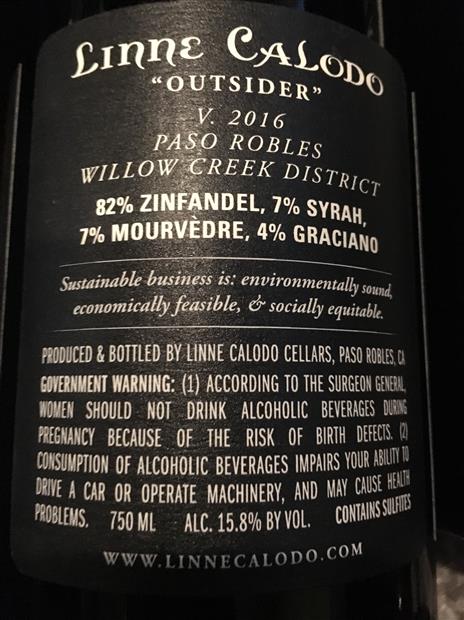 Linne Calodo
"OUTSIDER"
V. 2016
PASO ROBLES
WILLOW CREEK DISTRICT
82% ZINFANDEL, 7% SYRAH,
7% MOURVÈDRE, 4% GRACIANO
Sustainable business is: environmentally sound,
economically feasible, & socially equitable.
PRODUCED & BOTTLED BY LINNE CALODO CELLARS, PASO ROBLES, CA
GOVERNMENT WARNING: (1) ACCORDING TO THE SURGEON GENERAL,
WOMEN SHOULD NOT DRINK ALCOHOLIC BEVERAGES DURING
PREGNANCY BECAUSE OF THE RISK OF BIRTH DEFECTS. (2)
CONSUMPTION OF ALCOHOLIC BEVERAGES IMPAIRS YOUR ABILITY TO
DRIVE A CAR OR OPERATE MACHINERY, AND MAY CAUSE HEALTH
PROBLEMS. 750 ML ALC. 15.8% BY VOL. CONTAINS SULFITES
WWW.LINNECALODO.COM